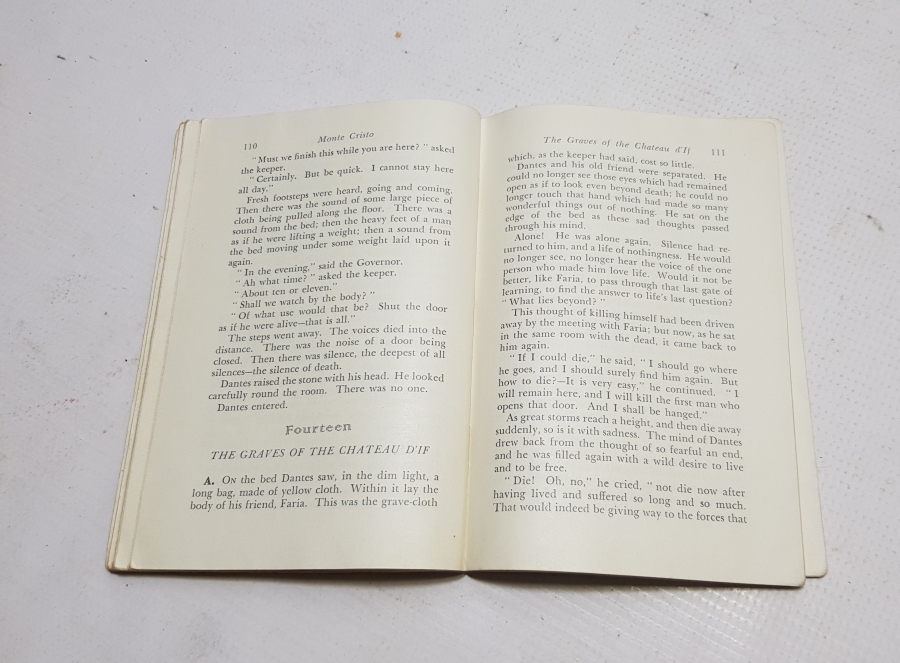 110
Monte Cristo
" Must we finish this while you are here? " asked
the keeper.
" Certainly. But be quick. I cannot stay here
all day."
Fresh footsteps were heard, going and coming.
Then there was the sound of some large piece of
cloth being pulled along the floor. There was a
sound from the bed; then the heavy feet of a man
as if he were lifting a weight; then a sound from
the bed moving under some weight laid upon it
again.
" In the evening," said the Governor.
" Ah what time? " asked the keeper.
" About ten or eleven."
" Shall we watch by the body? "
" Of what use would that be? Shut the door
as if he were alive—that is all."
The steps went away. The voices died into the
distance. There was the noise of a door being
closed. Then there was silence, the deepest of all
silences—the silence of death.
Dantes raised the stone with his head. He looked
carefully round the room. There was no one.
Dantes entered.
Fourteen
THE GRAVES OF THE CHATEAU D'IF
A. ON the bed Dantes saw, in the dim light, a
long bag, made of yellow cloth. Within it lay the
body of his friend, Faria. This was the grave-cloth
The Graves of the Chateau d'If
111
which, as the keeper had said, cost so little.
Dantes and his old friend were separated. He
could no longer see those eyes which had remained
open as if to look even beyond death; he could no
longer touch that hand which had made so many
wonderful things out of nothing. He sat on the
edge of the bed as these sad thoughts passed
through his mind.
Alone! He was alone again. Silence had re-
turned to him, and a life of nothingness. He would
no longer see, no longer hear the voice of the one
person who made him love life. Would it not be
better, like Faria, to pass through that last gate of
learning, to find the answer to life's last question?
" What lies beyond? "
This thought of killing himself had been driven
away by the meeting with Faria; but now, as he sat
in the same room with the dead, it came back to
him again.
" If I could die," he said, " I should go where
he goes, and I should surely find him again. But
how to die?—It is very easy," he continued. " I
will remain here, and I will kill the first man who
opens that door. And I shall be hanged."
As great storms reach a height, and then die away
suddenly, so is it with sadness. The mind of Dantes
drew back from the thought of so fearful an end,
and he was filled again with a wild desire to live
and to be free.
" Die! Oh, no," he cried, " not die now after
having lived and suffered so long and so much.
That would indeed be giving way to the forces that